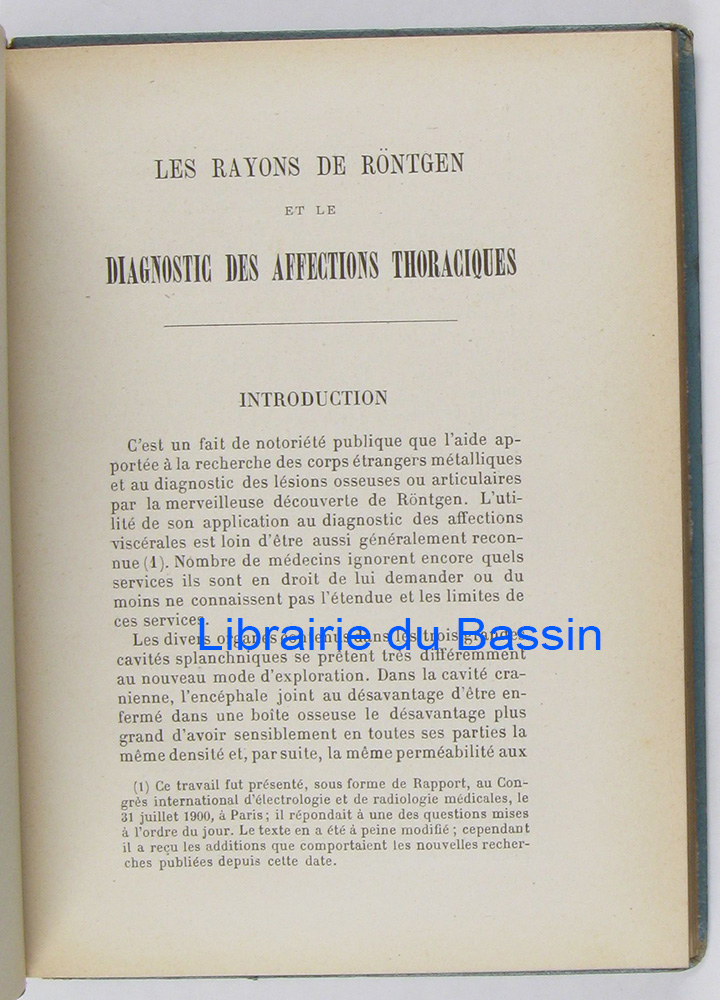 LES RAYONS DE RÖNTGEN
ET LE
DIAGNOSTIC DES AFFECTIONS THORACIQUES
INTRODUCTION
C'est un fait de notoriété publique que l'aide ap-
portée à la recherche des corps étrangers métalliques
et au diagnostic des lésions osseuses ou articulaires
par la merveilleuse découverte de Röntgen. L'uti-
lité de son application au diagnostic des affections
viscérales est loin d'être aussi généralement recon-
nue (1). Nombre de médecins ignorent encore quels
services ils sont en droit de lui demander ou du
moins ne connaissent pas l'étendue et les limites de
ces services.
Librairie du Bassin
Les divers organes contenus dans les trois grandes
cavités splanchniques se prêtent très différemment
au nouveau mode d'exploration. Dans la cavité cra-
nienne, l'encéphale joint au désavantage d'être en-
fermé dans une boîte osseuse le désavantage plus
grand d'avoir sensiblement en toutes ses parties la
même densité et, par suite, la même perméabilité aux
(1) Ce travail fut présenté, sous forme de Rapport, au Con-
grès international d'électrologie et de radiologie médicales, le
31 juillet 1900, à Paris ; il répondait à une des questions mises
à l'ordre du jour. Le texte en a été à peine modifié ; cependant
il a reçu les additions que comportaient les nouvelles recher-
ches publiées depuis cette date.